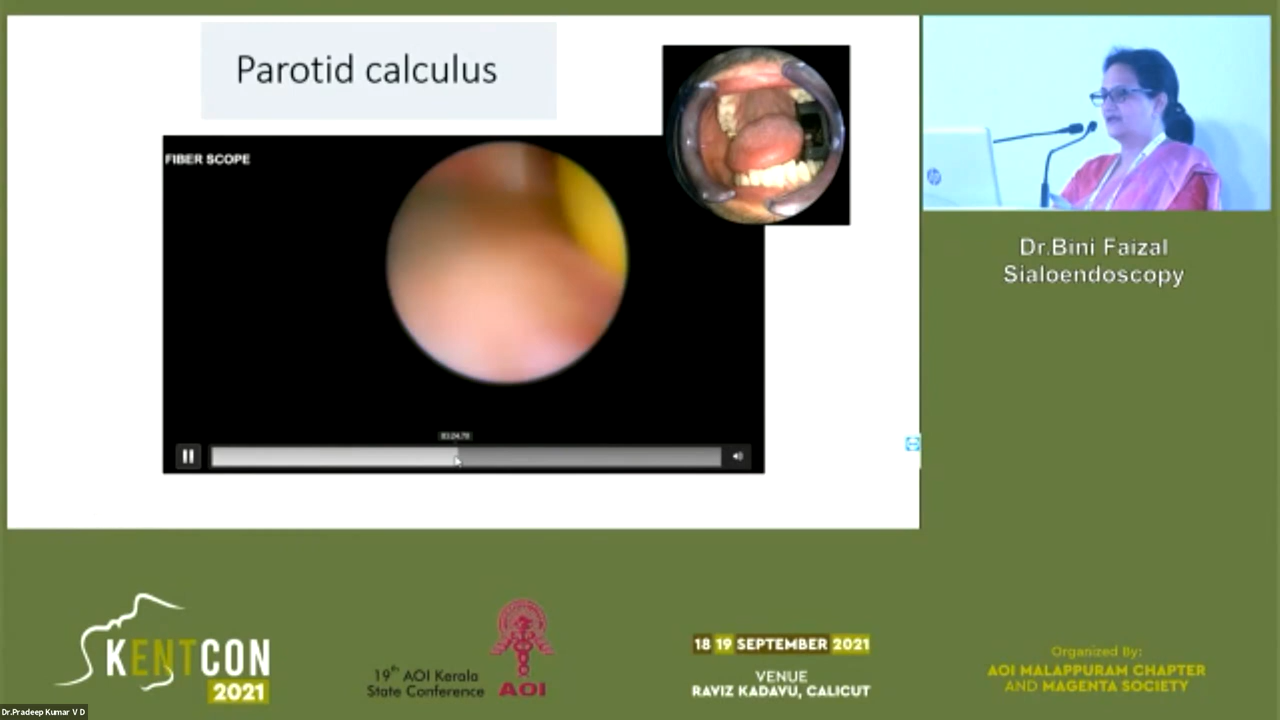 Parotid calculus
FIBER SCOPE
Dr.Bini Faizal
Sialoendoscopy
KENTCON
2021
19th AOI Kerala
State Conference
AOI
18 19 SEPTEMBER 2021
VENUE
RAVIZ KADAVU, CALICUT
Organized By:
AOI MALAPPURAM CHAPTER
AND MAGENTA SOCIETY
Dr.Pradeep Kumar V D